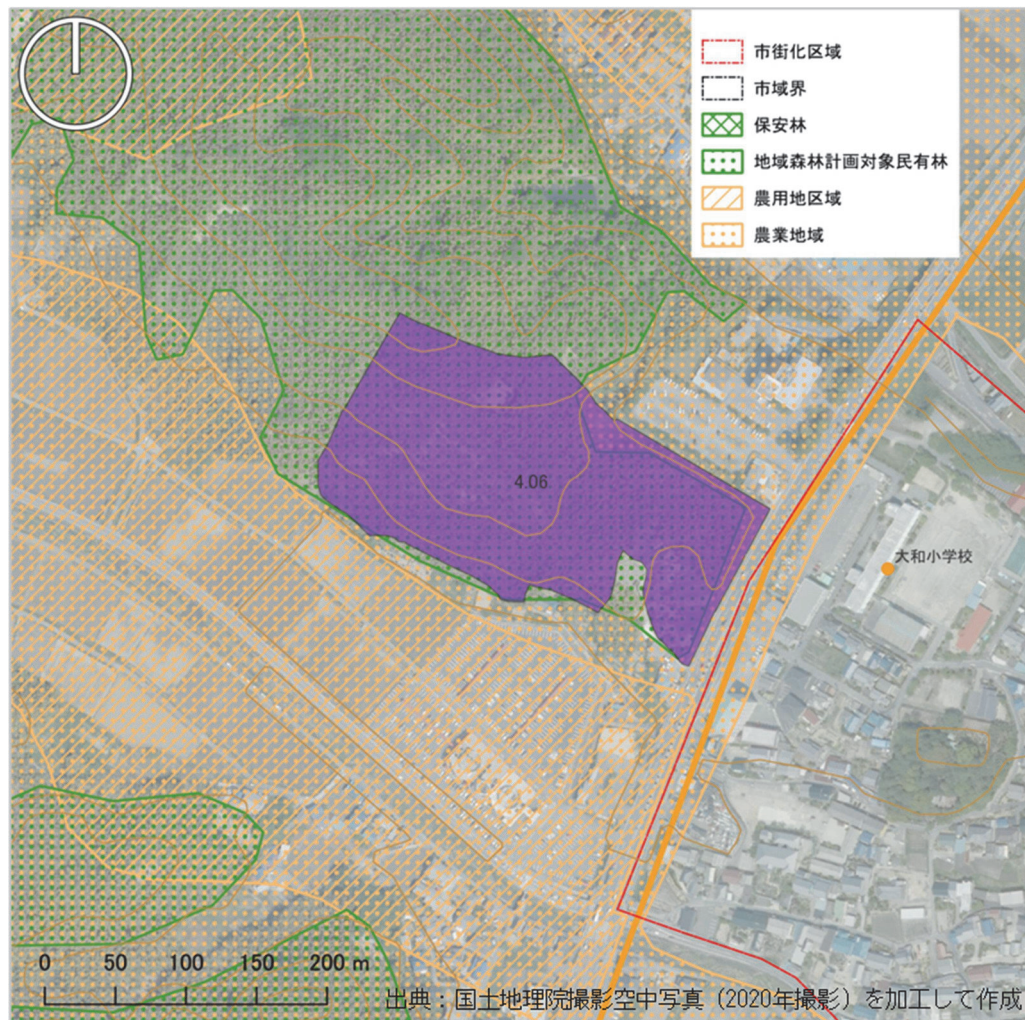 市街化区域
市域界
保安林
地域森林計画対象民有林
農用地区域
農業地域
4.06
大和小学校
0 50 100 150 200 m
出典：国土地理院撮影空中写真（2020年撮影）を加工して作成